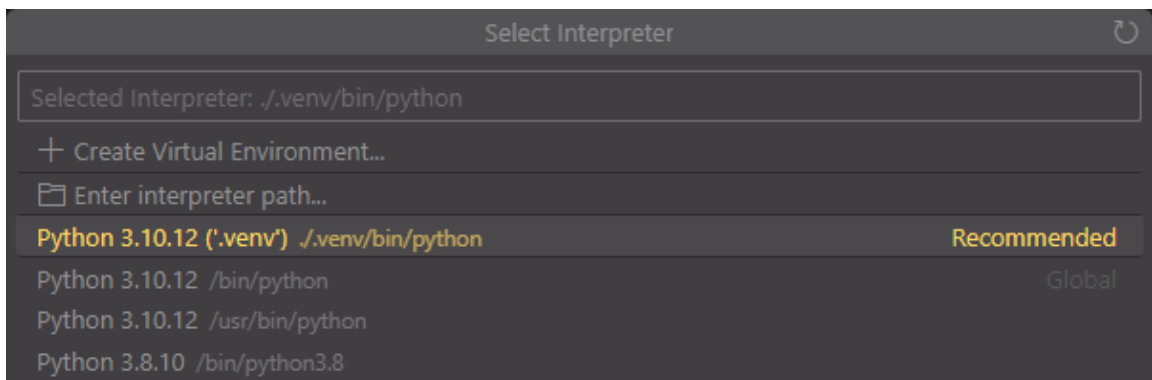 Select Interpreter
Selected Interpreter: ./.venv/bin/python
Create Virtual Environment...
Enter interpreter path...
Python 3.10.12 ('.venv') ./.venv/bin/python Recommended
Python 3.10.12 /bin/python Global
Python 3.10.12 /usr/bin/python
Python 3.8.10 /bin/python3.8